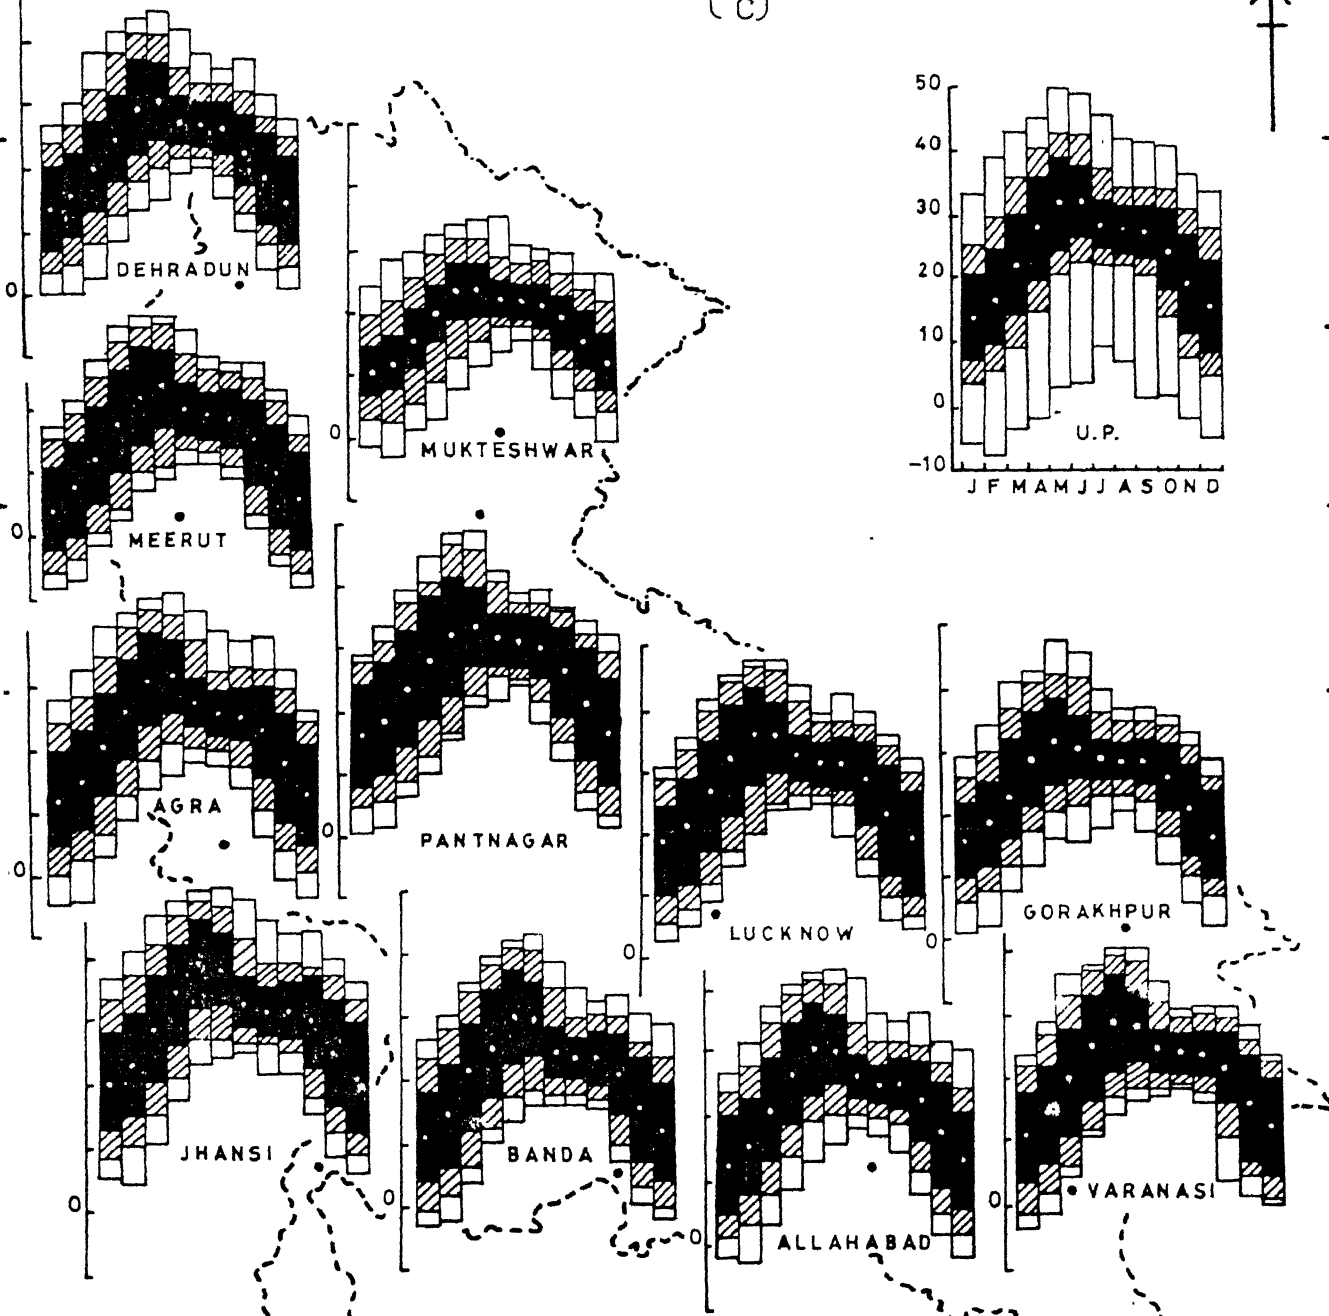 (C)
50
40
30
20
10
0
-10
U.P.
J F M A M J J A S O N D
0
DEHRADUN
0
MUKTESHWAR
0
MEERUT
0
AGRA
0
PANTNAGAR
0
LUCKNOW
0
GORAKHPUR
0
JHANSI
0
BANDA
0
ALLAHABAD
0
VARANASI